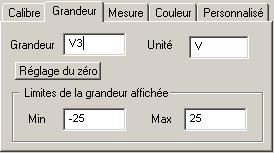 Calibre Grandeur Mesure Couleur Personnalisé
Grandeur V3 Unité V
Réglage du zéro
Limites de la grandeur affichée
Min -25 Max 25